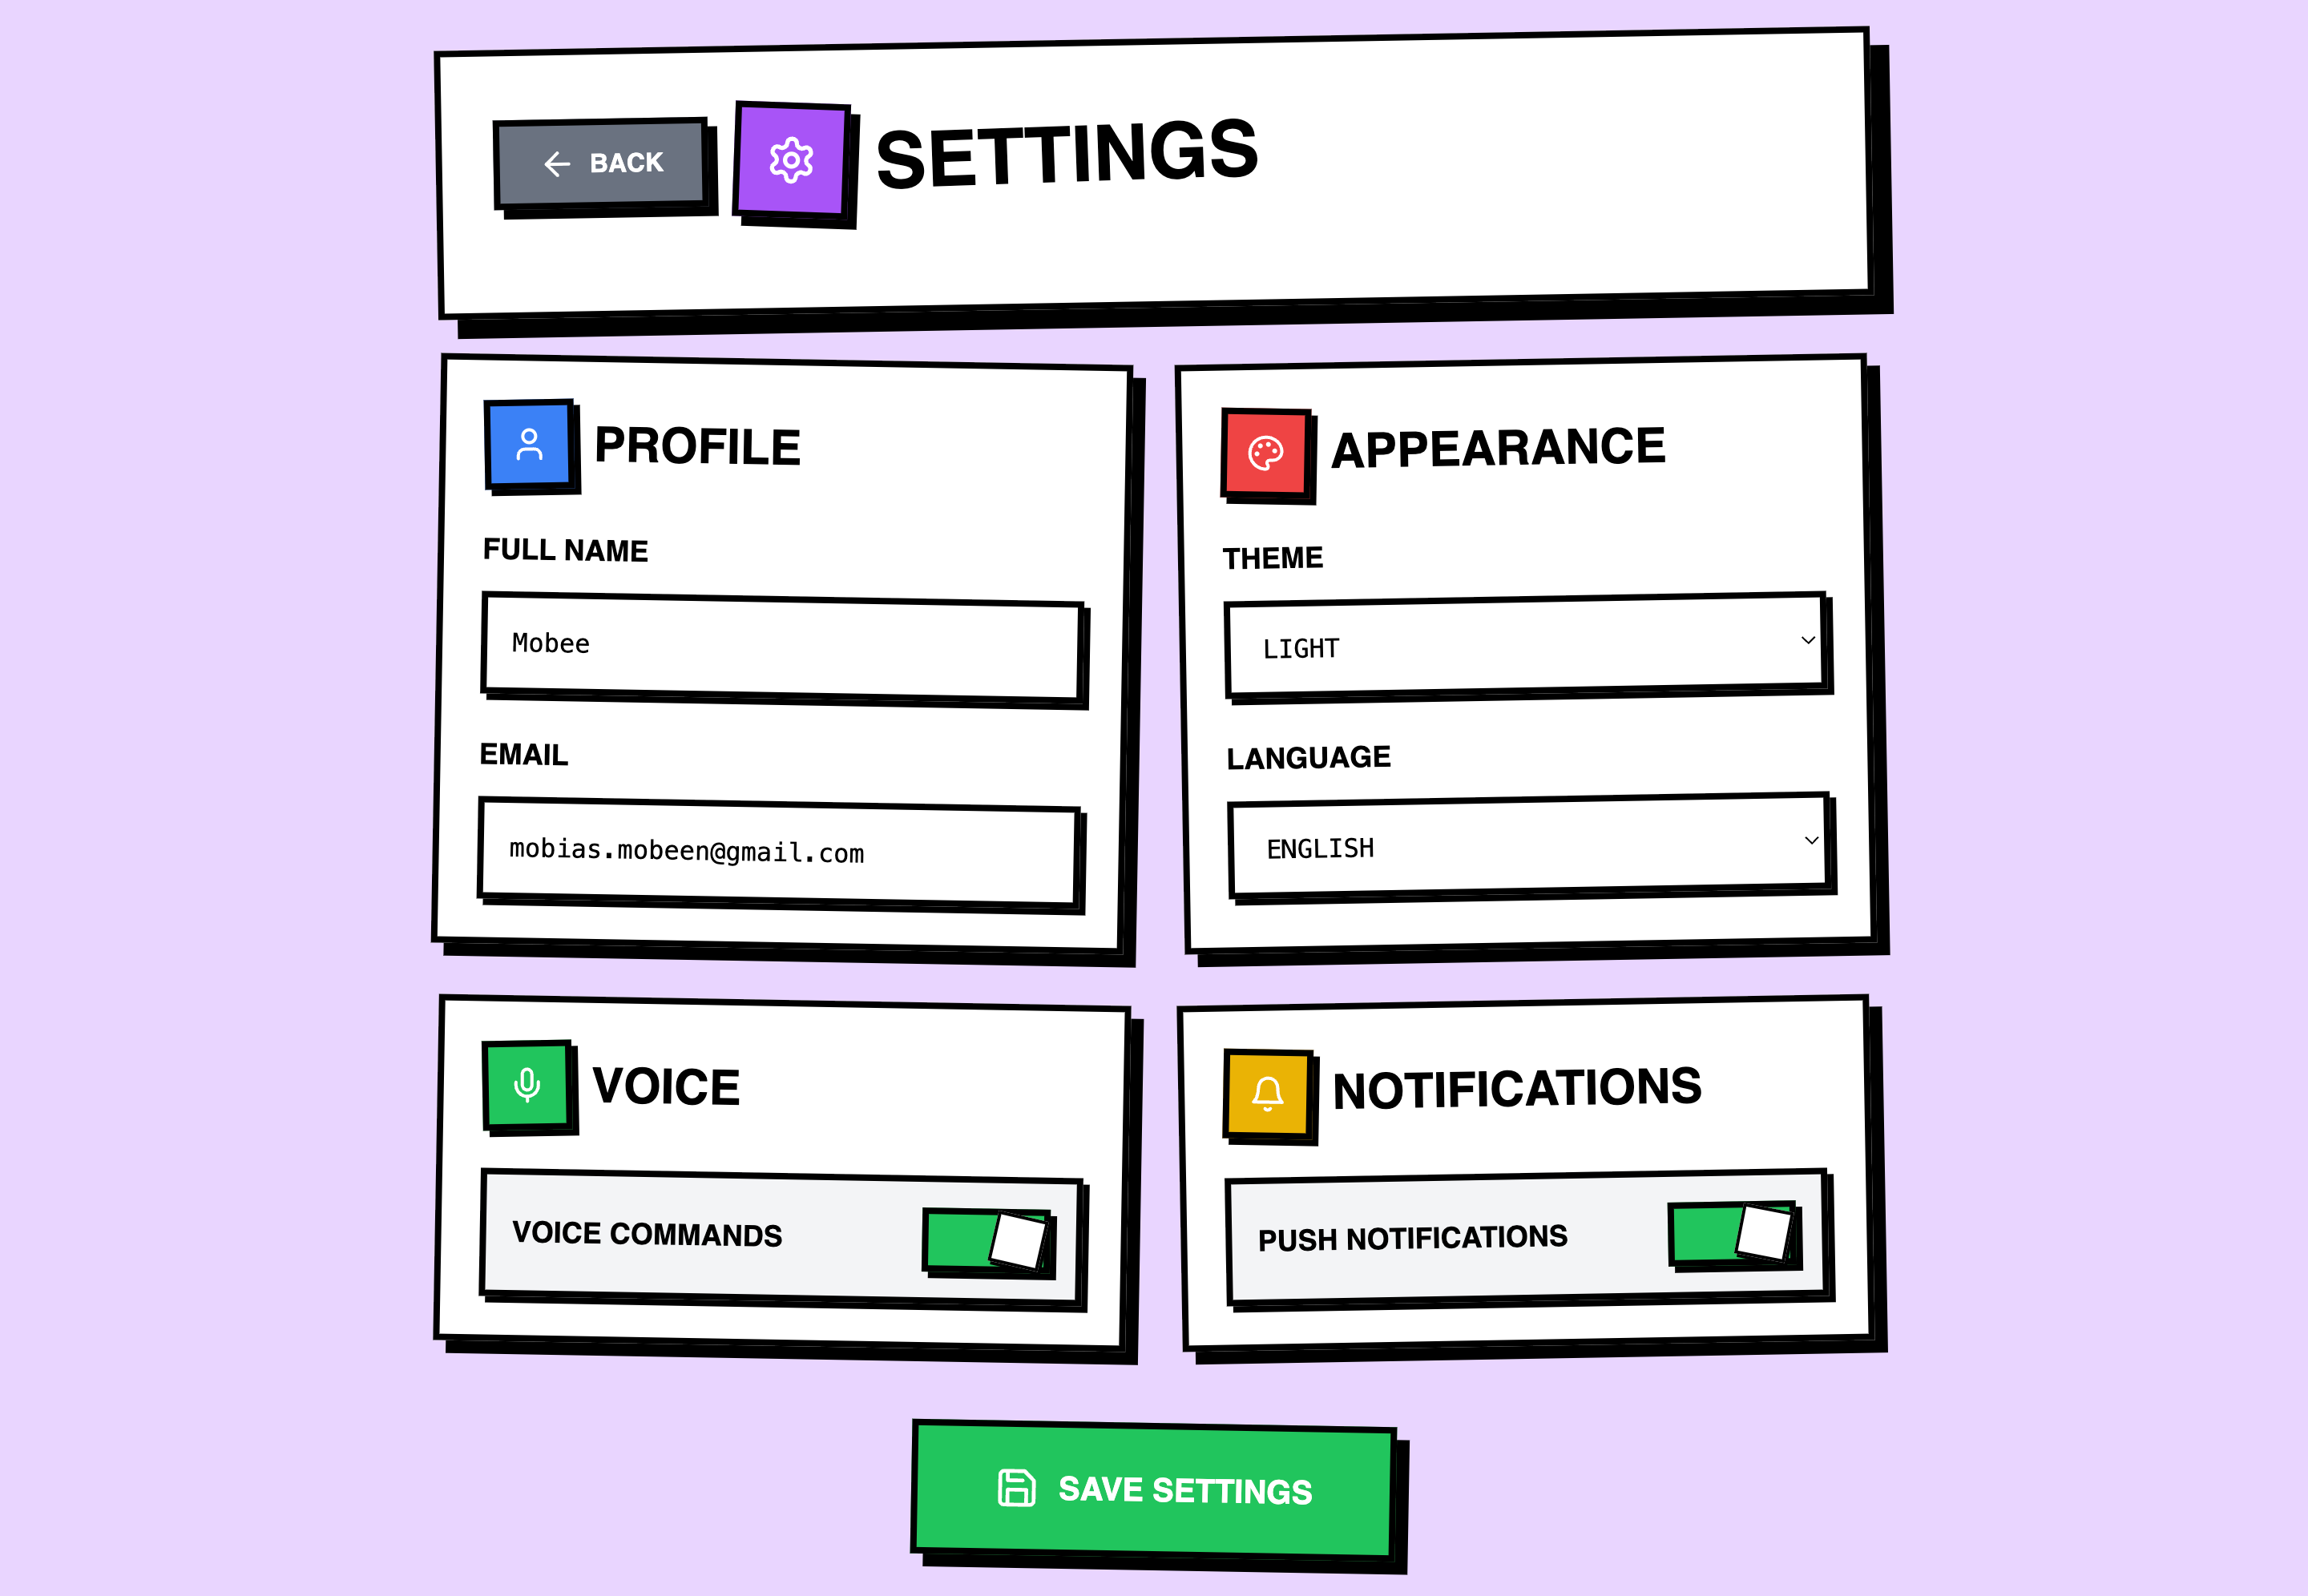 BACK
SETTINGS
PROFILE
FULL NAME
Mobee
EMAIL
mobias.mobeen@gmail.com
APPEARANCE
THEME
LIGHT
LANGUAGE
ENGLISH
VOICE
VOICE COMMANDS
NOTIFICATIONS
PUSH NOTIFICATIONS
SAVE SETTINGS